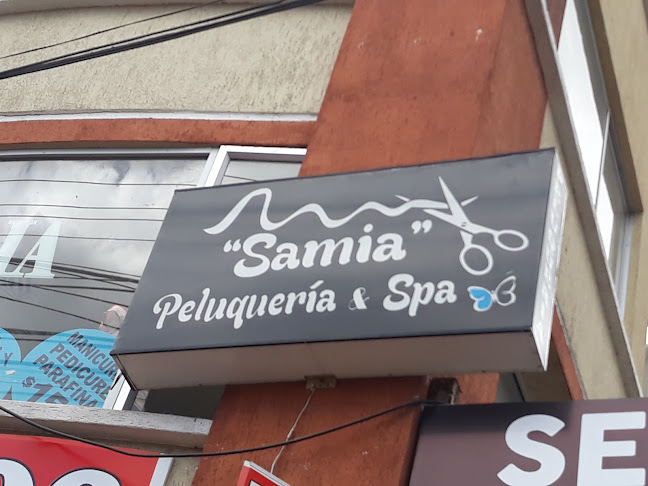 “Samia”
Peluquería & Spa
MANICURE
PEDICURE
PARAFINA
SE